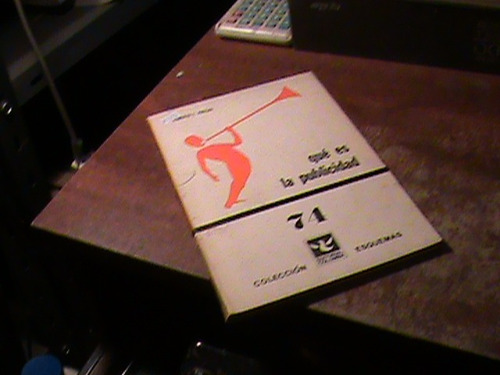 qué es
la publicidad
74
COLECCIÓN
ESQUEMAS